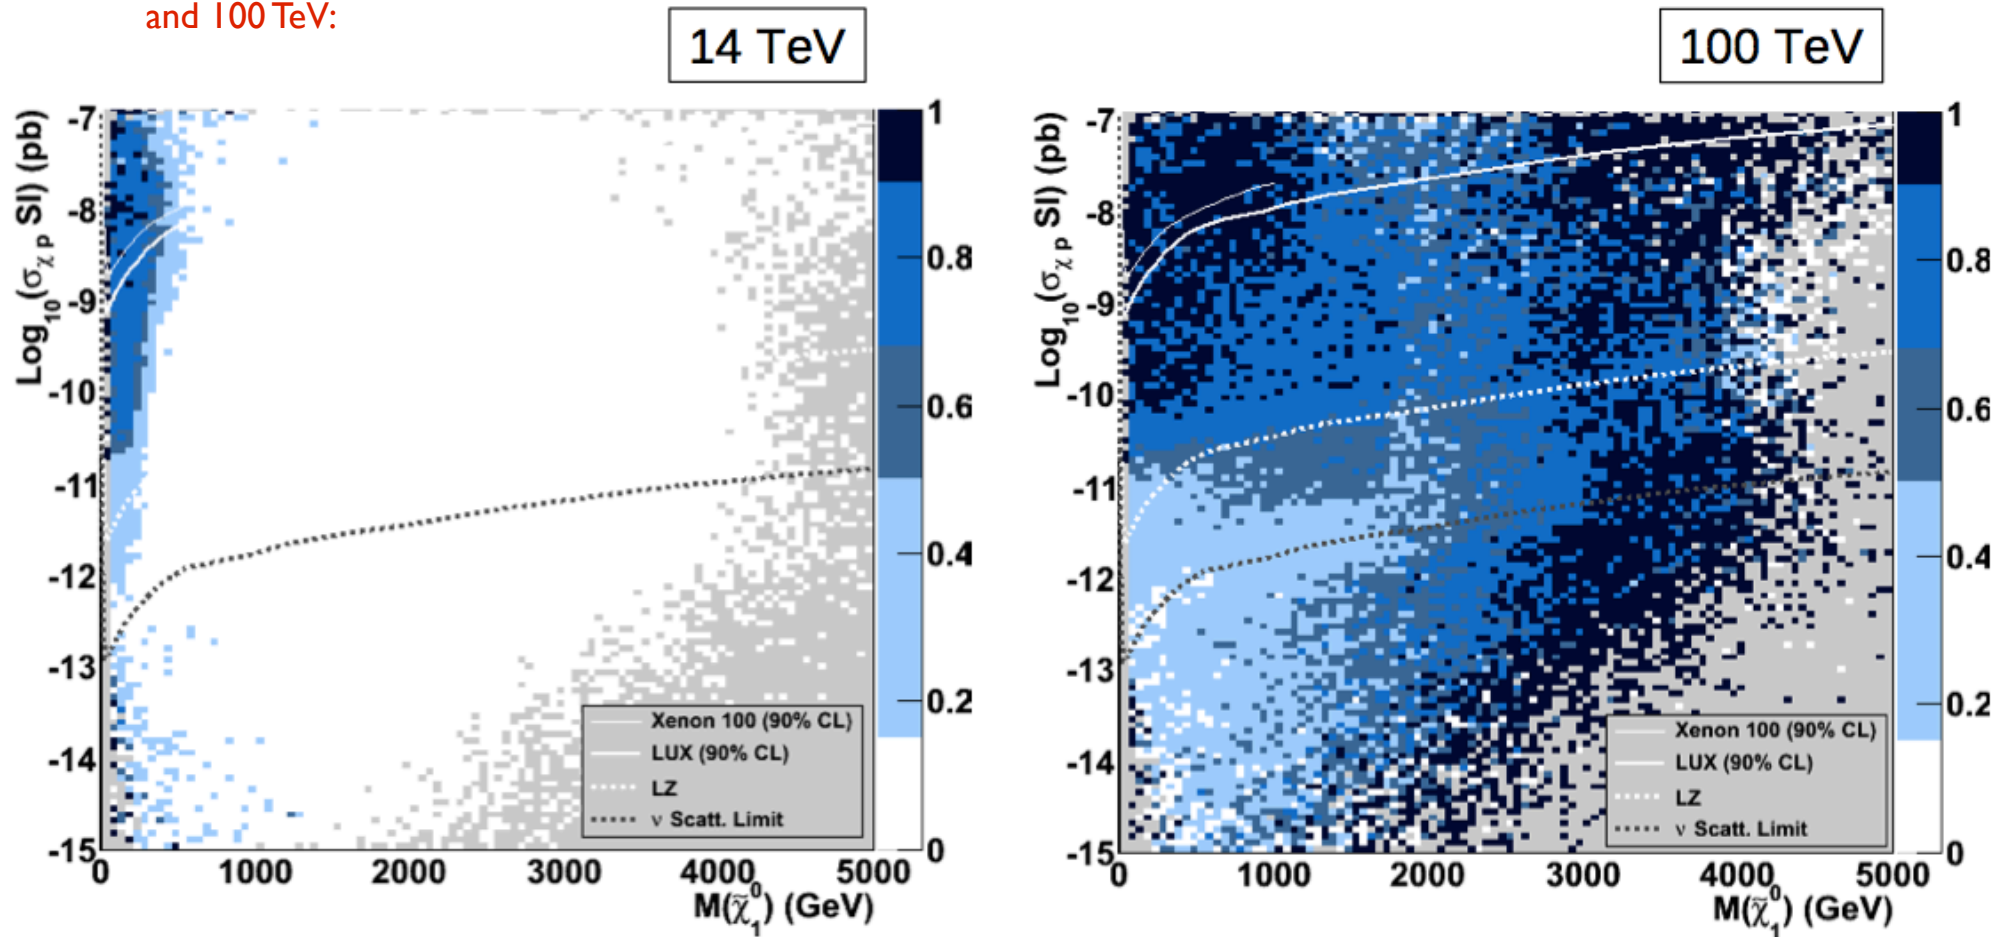 and 100 TeV:
14 TeV
Log10(σχ p SI) (pb)
-7
-8
-9
-10
-11
-12
-13
-14
-15
0
1000
2000
3000
4000
5000
M(χ̃⁰₁) (GeV)
1
0.8
0.6
0.4
0.2
0
Xenon 100 (90% CL)
LUX (90% CL)
LZ
ν Scatt. Limit
100 TeV
Log10(σχ p SI) (pb)
-7
-8
-9
-10
-11
-12
-13
-14
-15
0
1000
2000
3000
4000
5000
M(χ̃⁰₁) (GeV)
1
0.8
0.6
0.4
0.2
0
Xenon 100 (90% CL)
LUX (90% CL)
LZ
ν Scatt. Limit